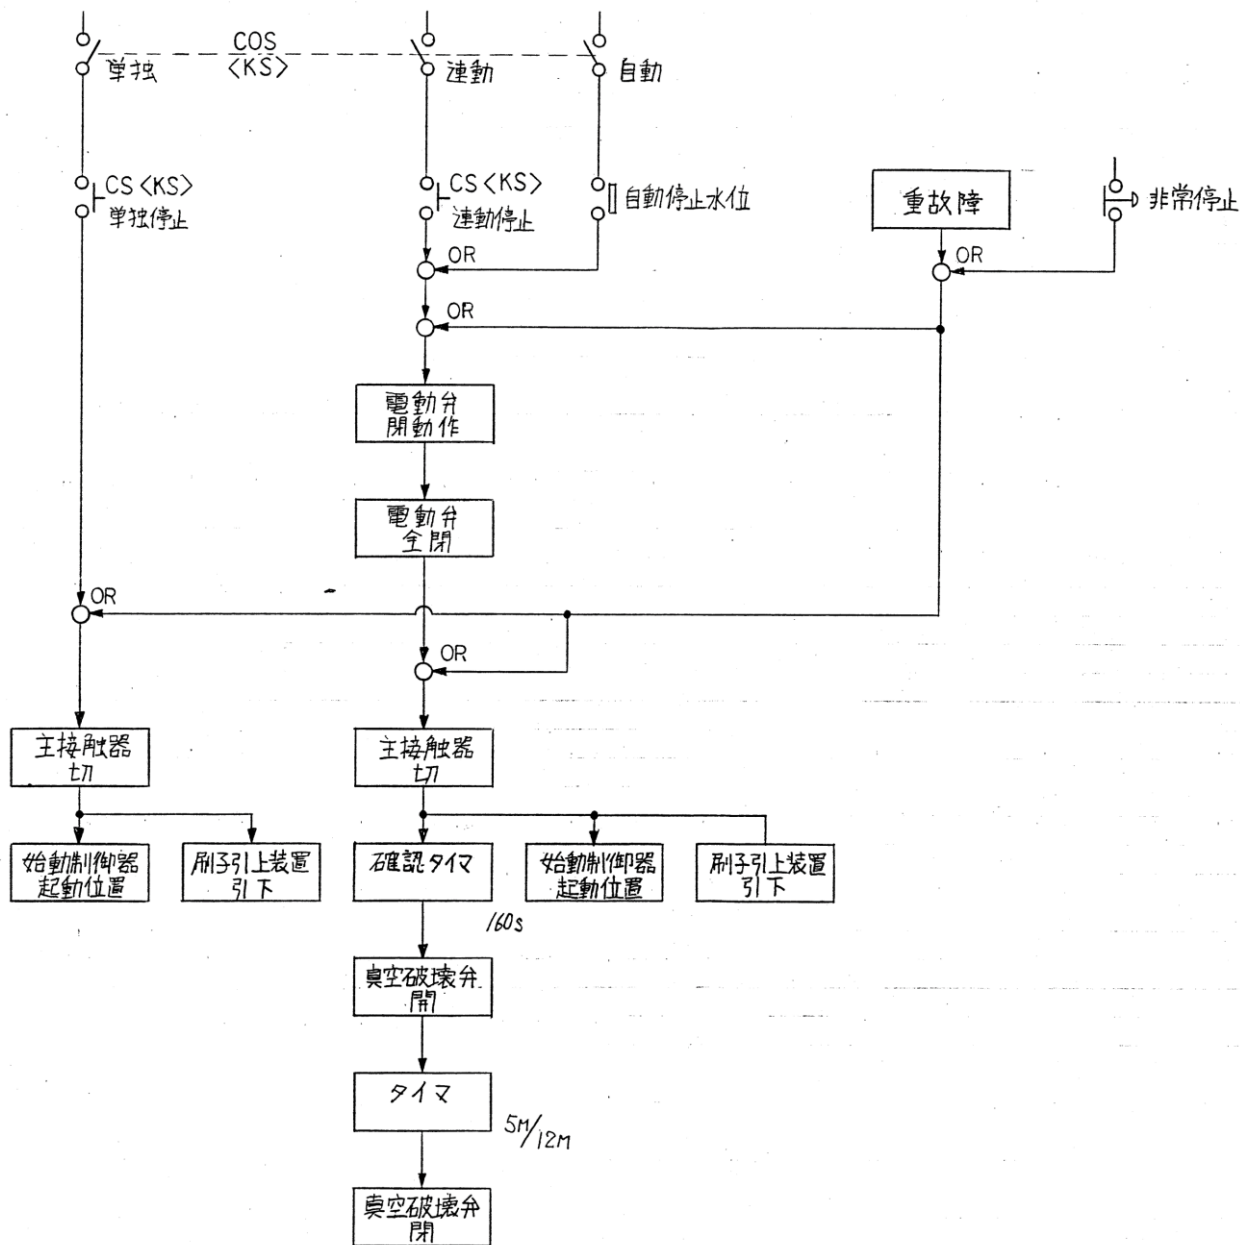 COS
<KS>
単独
連動
自動
CS<KS>
単独停止
CS<KS>
連動停止
自動停止水位
重故障
非常停止
OR
OR
OR
電動弁
閉動作
電動弁
全閉
OR
OR
主接触器
切
主接触器
切
始動制御器
起動位置
刷子引上装置
引下
確認タイマ
始動制御器
起動位置
刷子引上装置
引下
/60s
真空破壊弁
開
タイマ
5M/12M
真空破壊弁
閉